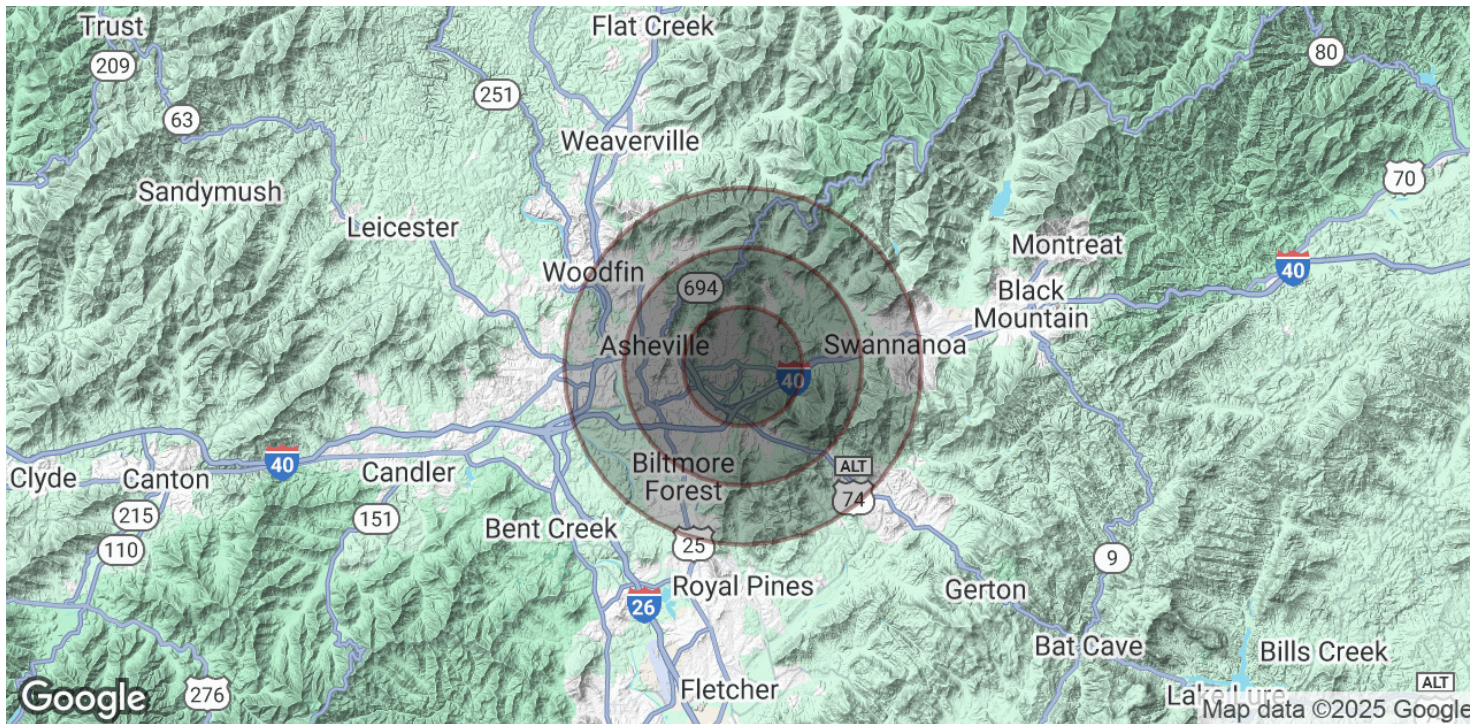 Trust
Flat Creek
209
80
251
63
Weaverville
70
Sandymush
Leicester
Montreat
Woodfin
40
694
Black
Mountain
Asheville
Swannanoa
40
Biltmore
Forest
ALT
74
40
Candler
Clyde
Canton
215
151
110
Bent Creek
25
9
Royal Pines
Gerton
26
Bat Cave
Bills Creek
276
Fletcher
ALT
Google
Lake Lure
Map data ©2025 Google